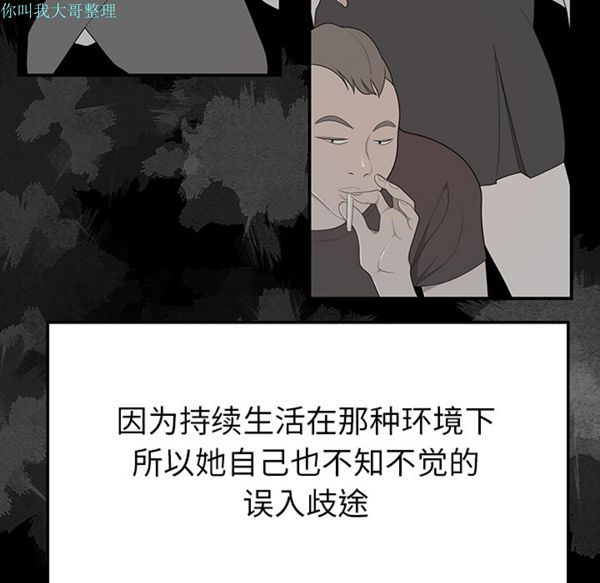 你叫我大哥整理
因为持续生活在那种环境下
所以她自己也不知不觉的
误入歧途